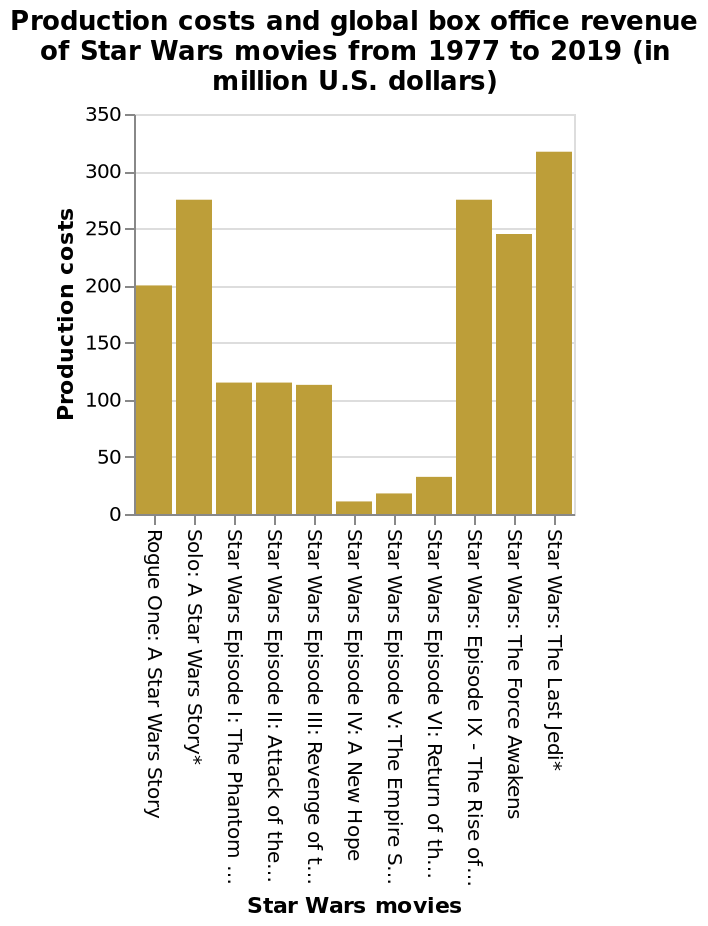 Production costs and global box office revenue
of Star Wars movies from 1977 to 2019 (in
million U.S. dollars)
Production costs
350
300
250
200
150
100
50
0
Rogue One: A Star Wars Story
Solo: A Star Wars Story*
Star Wars Episode I: The Phantom ...
Star Wars Episode II: Attack of the...
Star Wars Episode III: Revenge of t...
Star Wars Episode IV: A New Hope
Star Wars Episode V: The Empire S...
Star Wars Episode VI: Return of th...
Star Wars: Episode IX - The Rise of...
Star Wars: The Force Awakens
Star Wars: The Last Jedi*
Star Wars movies